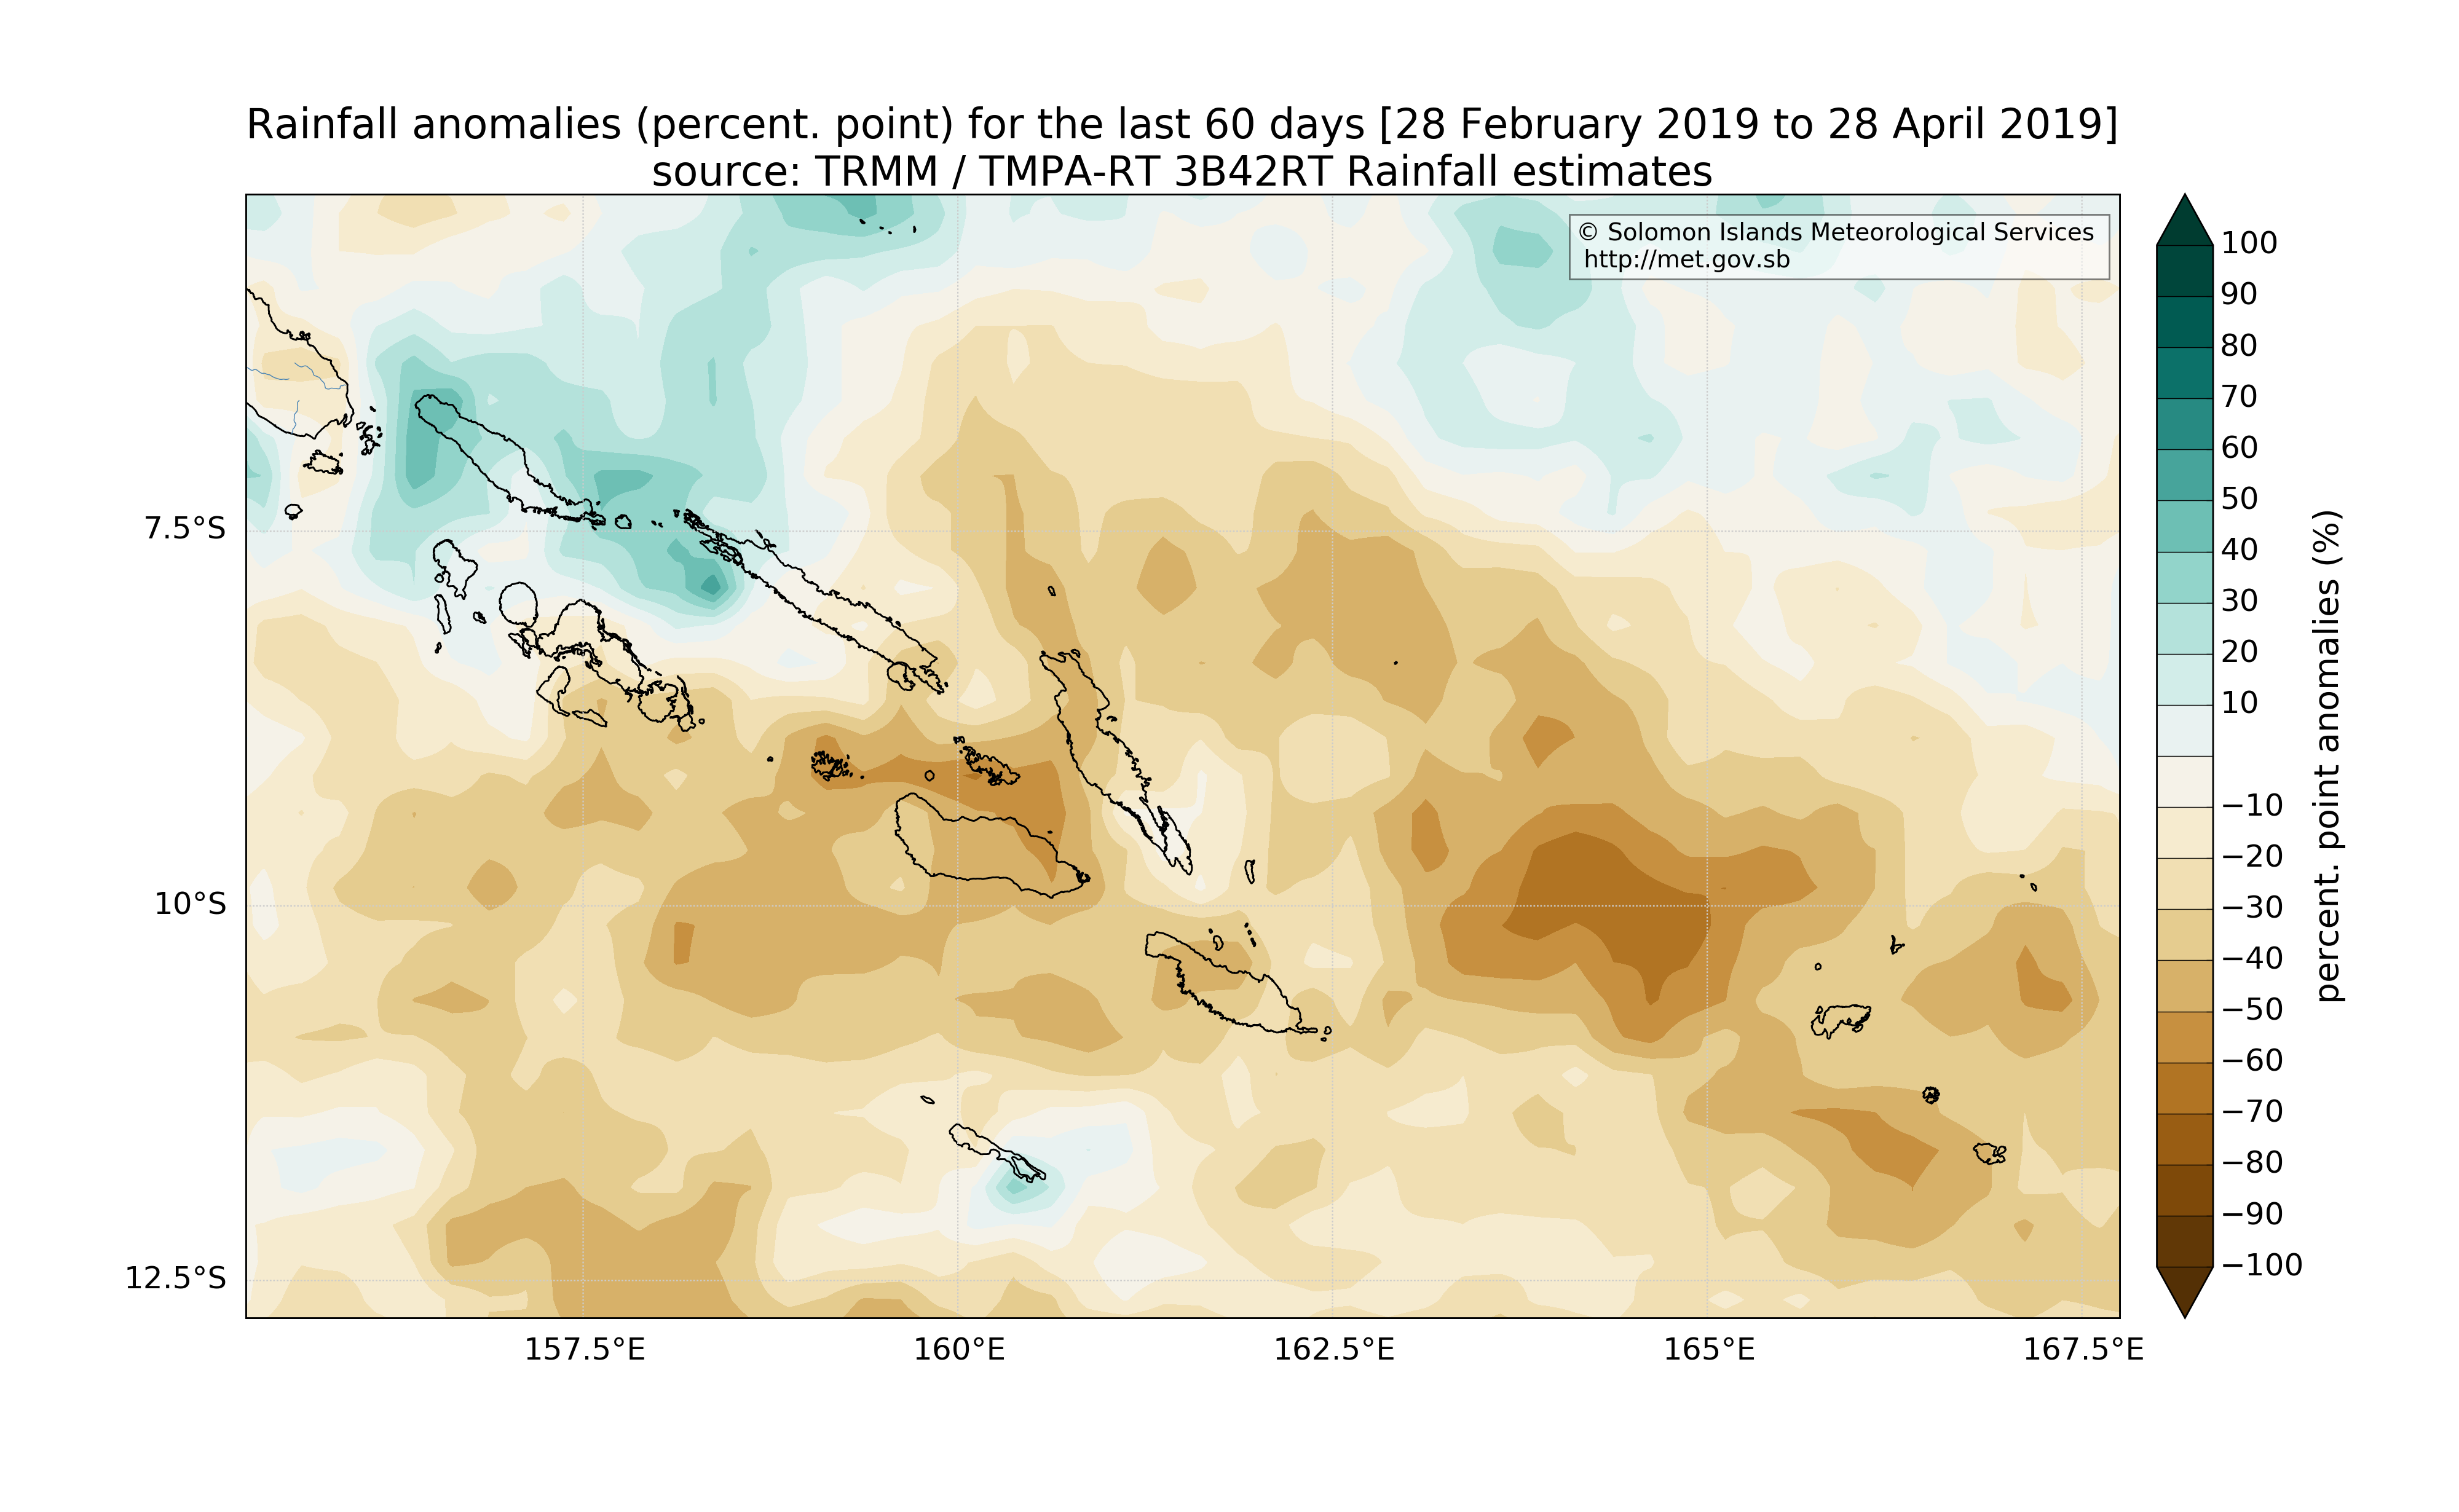 Rainfall anomalies (percent. point) for the last 60 days [28 February 2019 to 28 April 2019]
source: TRMM / TMPA-RT 3B42RT Rainfall estimates
© Solomon Islands Meteorological Services
http://met.gov.sb
7.5°S
10°S
12.5°S
157.5°E
160°E
162.5°E
165°E
167.5°E
100
90
80
70
60
50
40
30
20
10
−10
−20
−30
−40
−50
−60
−70
−80
−90
−100
percent. point anomalies (%)